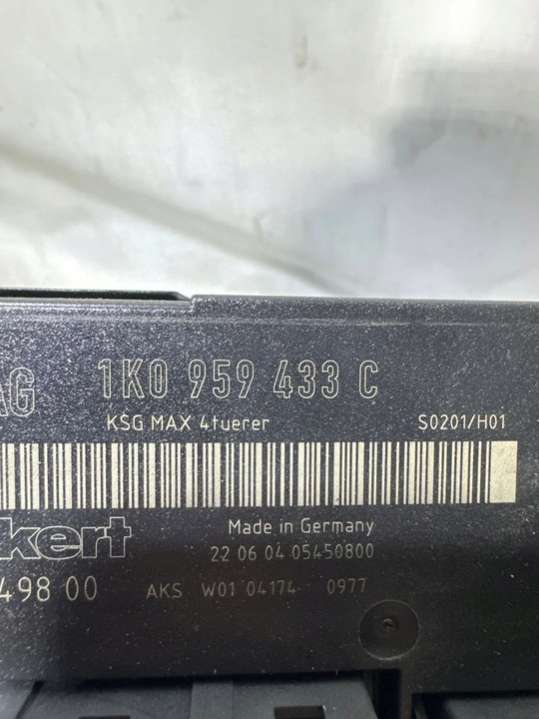 AG 1K0 959 433 C
KSG MAX 4tuerer S0201/H01
kert Made in Germany
22 06 04 05450800
498 00 AKS W01 04174 0977